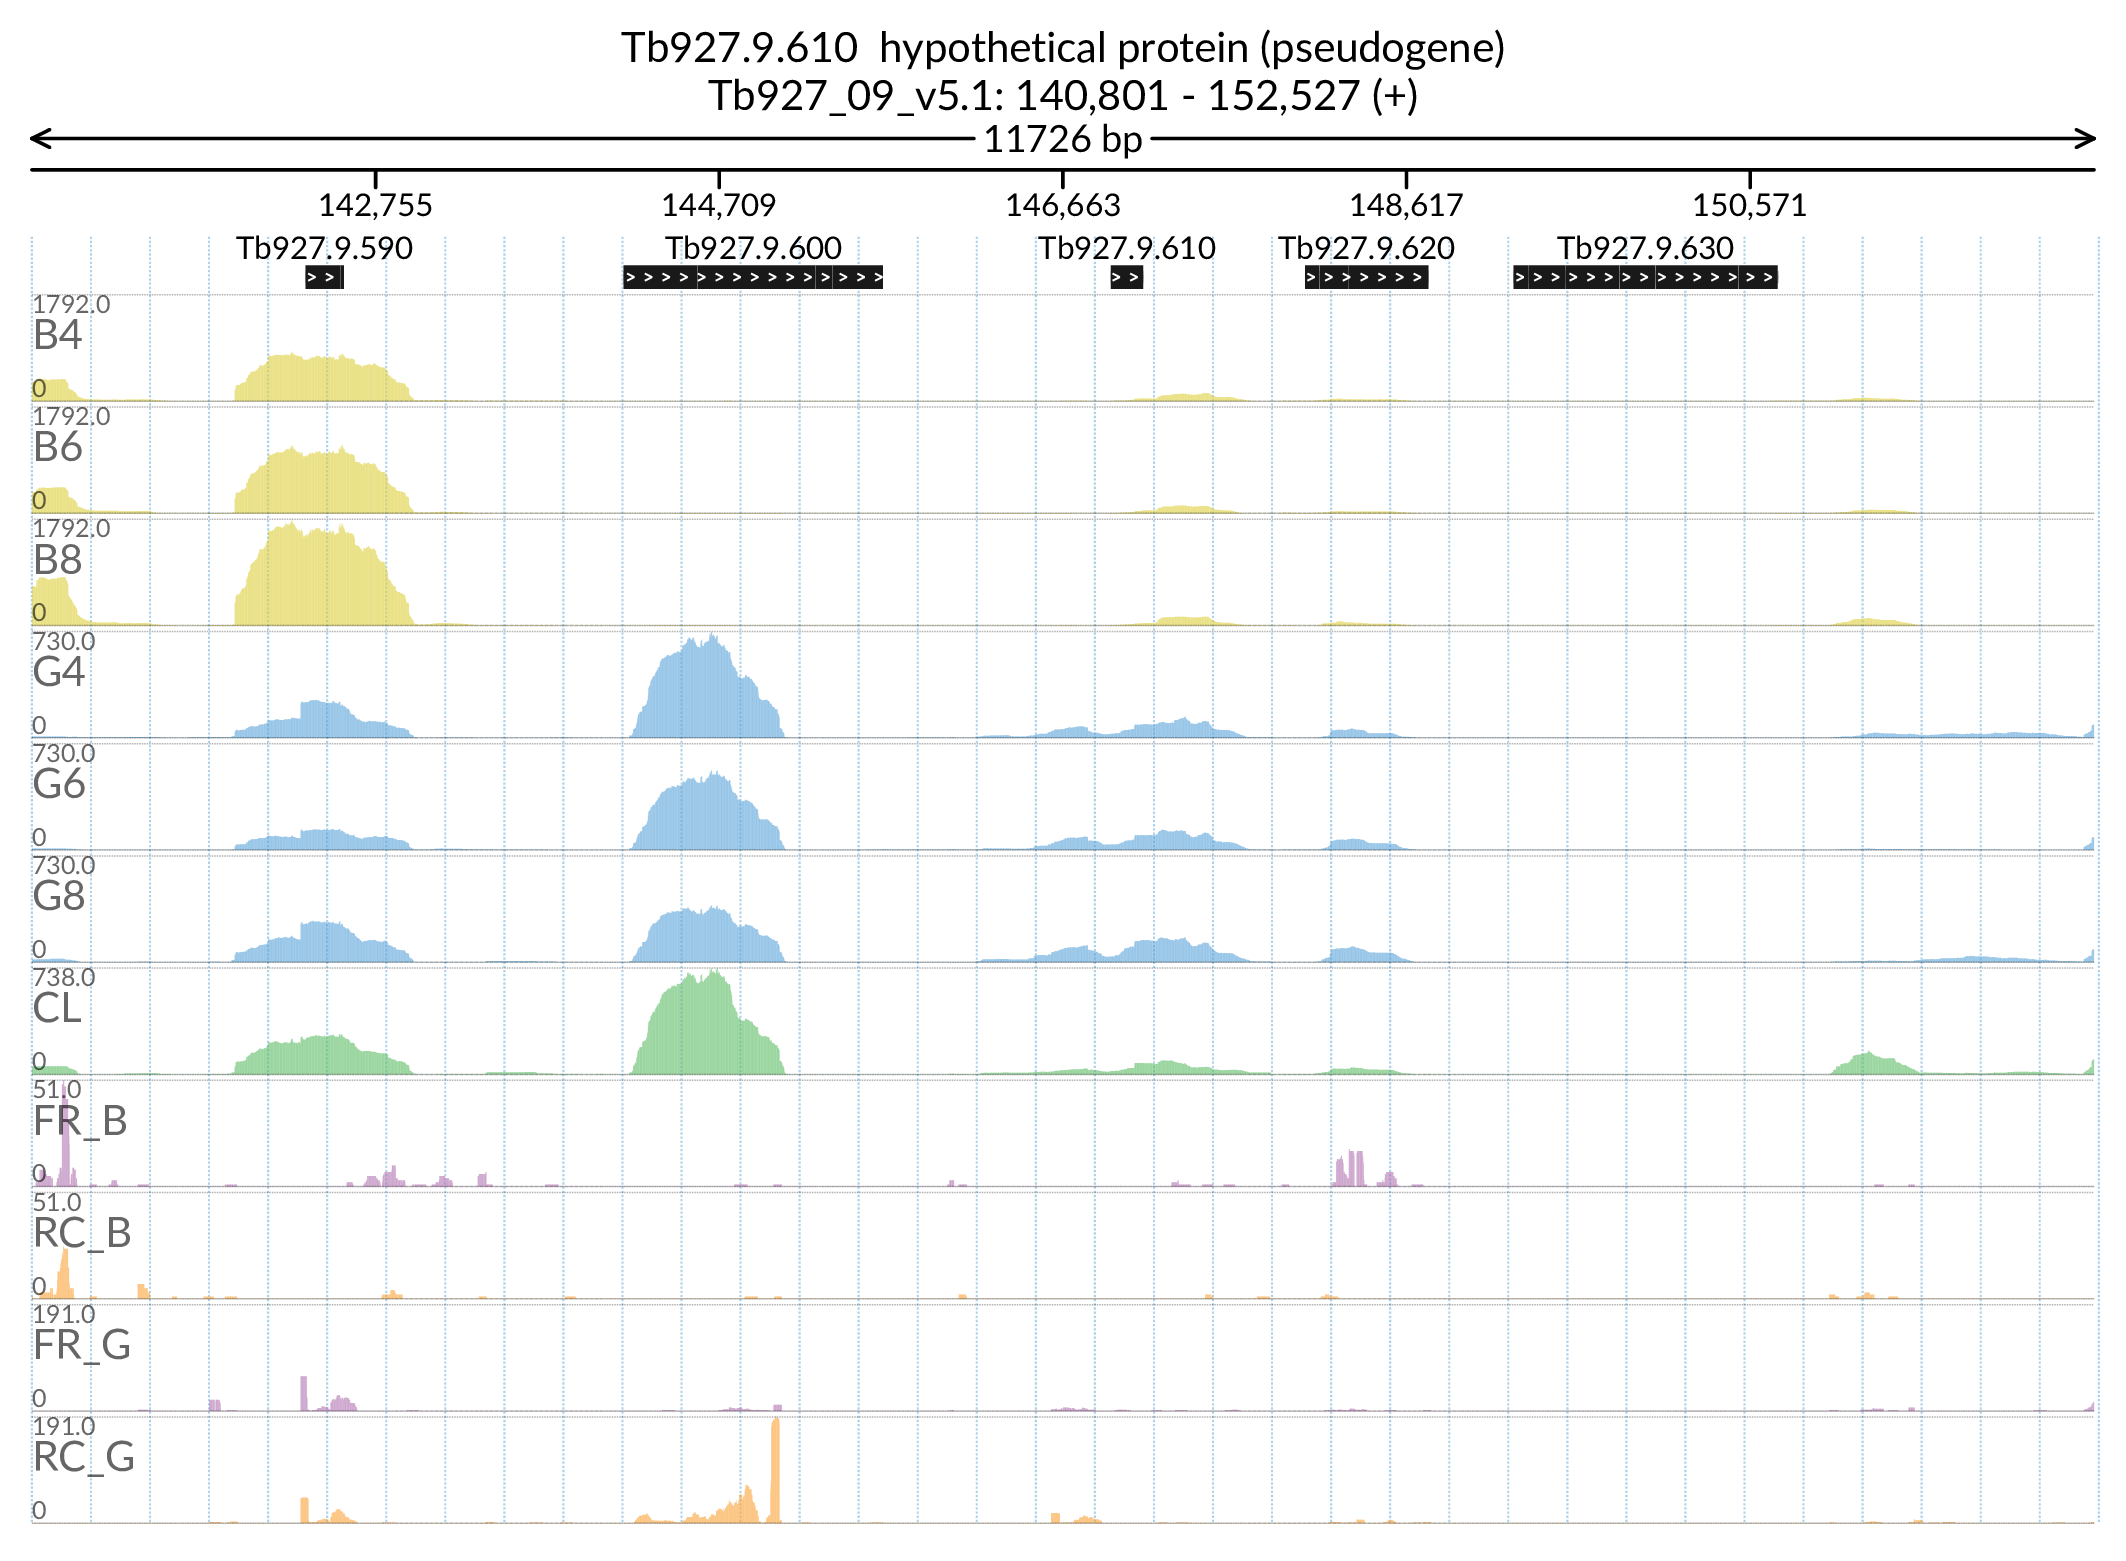 Tb927.9.610  hypothetical protein (pseudogene)
Tb927_09_v5.1: 140,801 - 152,527 (+)
11726 bp
142,755 144,709 146,663 148,617 150,571
Tb927.9.590 Tb927.9.600 Tb927.9.610 Tb927.9.620 Tb927.9.630
1792.0
B4
0
1792.0
B6
0
1792.0
B8
0
730.0
G4
0
730.0
G6
0
730.0
G8
0
738.0
CL
0
51.0
FR_B
0
51.0
RC_B
0
191.0
FR_G
0
191.0
RC_G
0